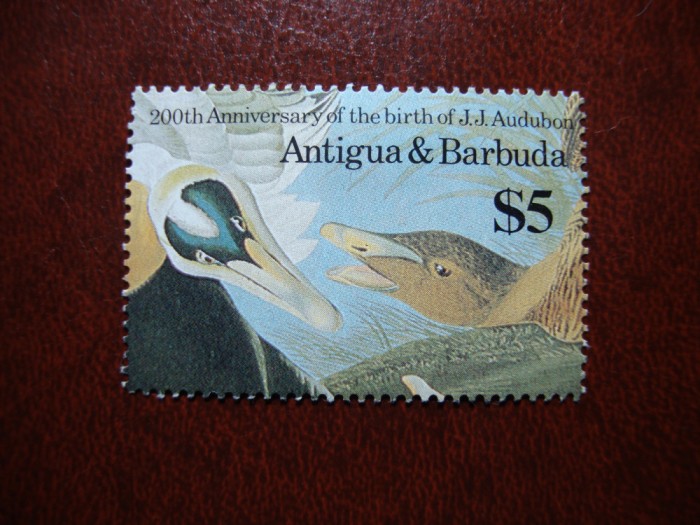 200th Anniversary of the birth of J.J. Audubon
Antigua & Barbuda
$5